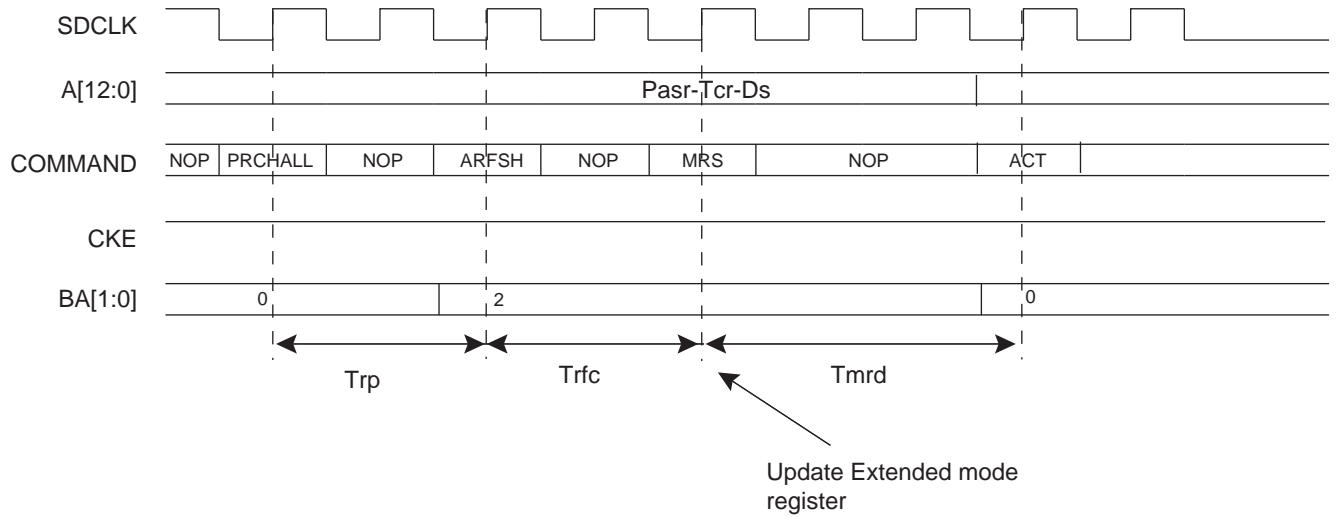 SDCLK
A[12:0] Pasr-Tcr-Ds
COMMAND NOP PRCHALL NOP ARFSH NOP MRS NOP ACT
CKE
BA[1:0] 0 2 0
Trp Trfc Tmrd
Update Extended mode
register